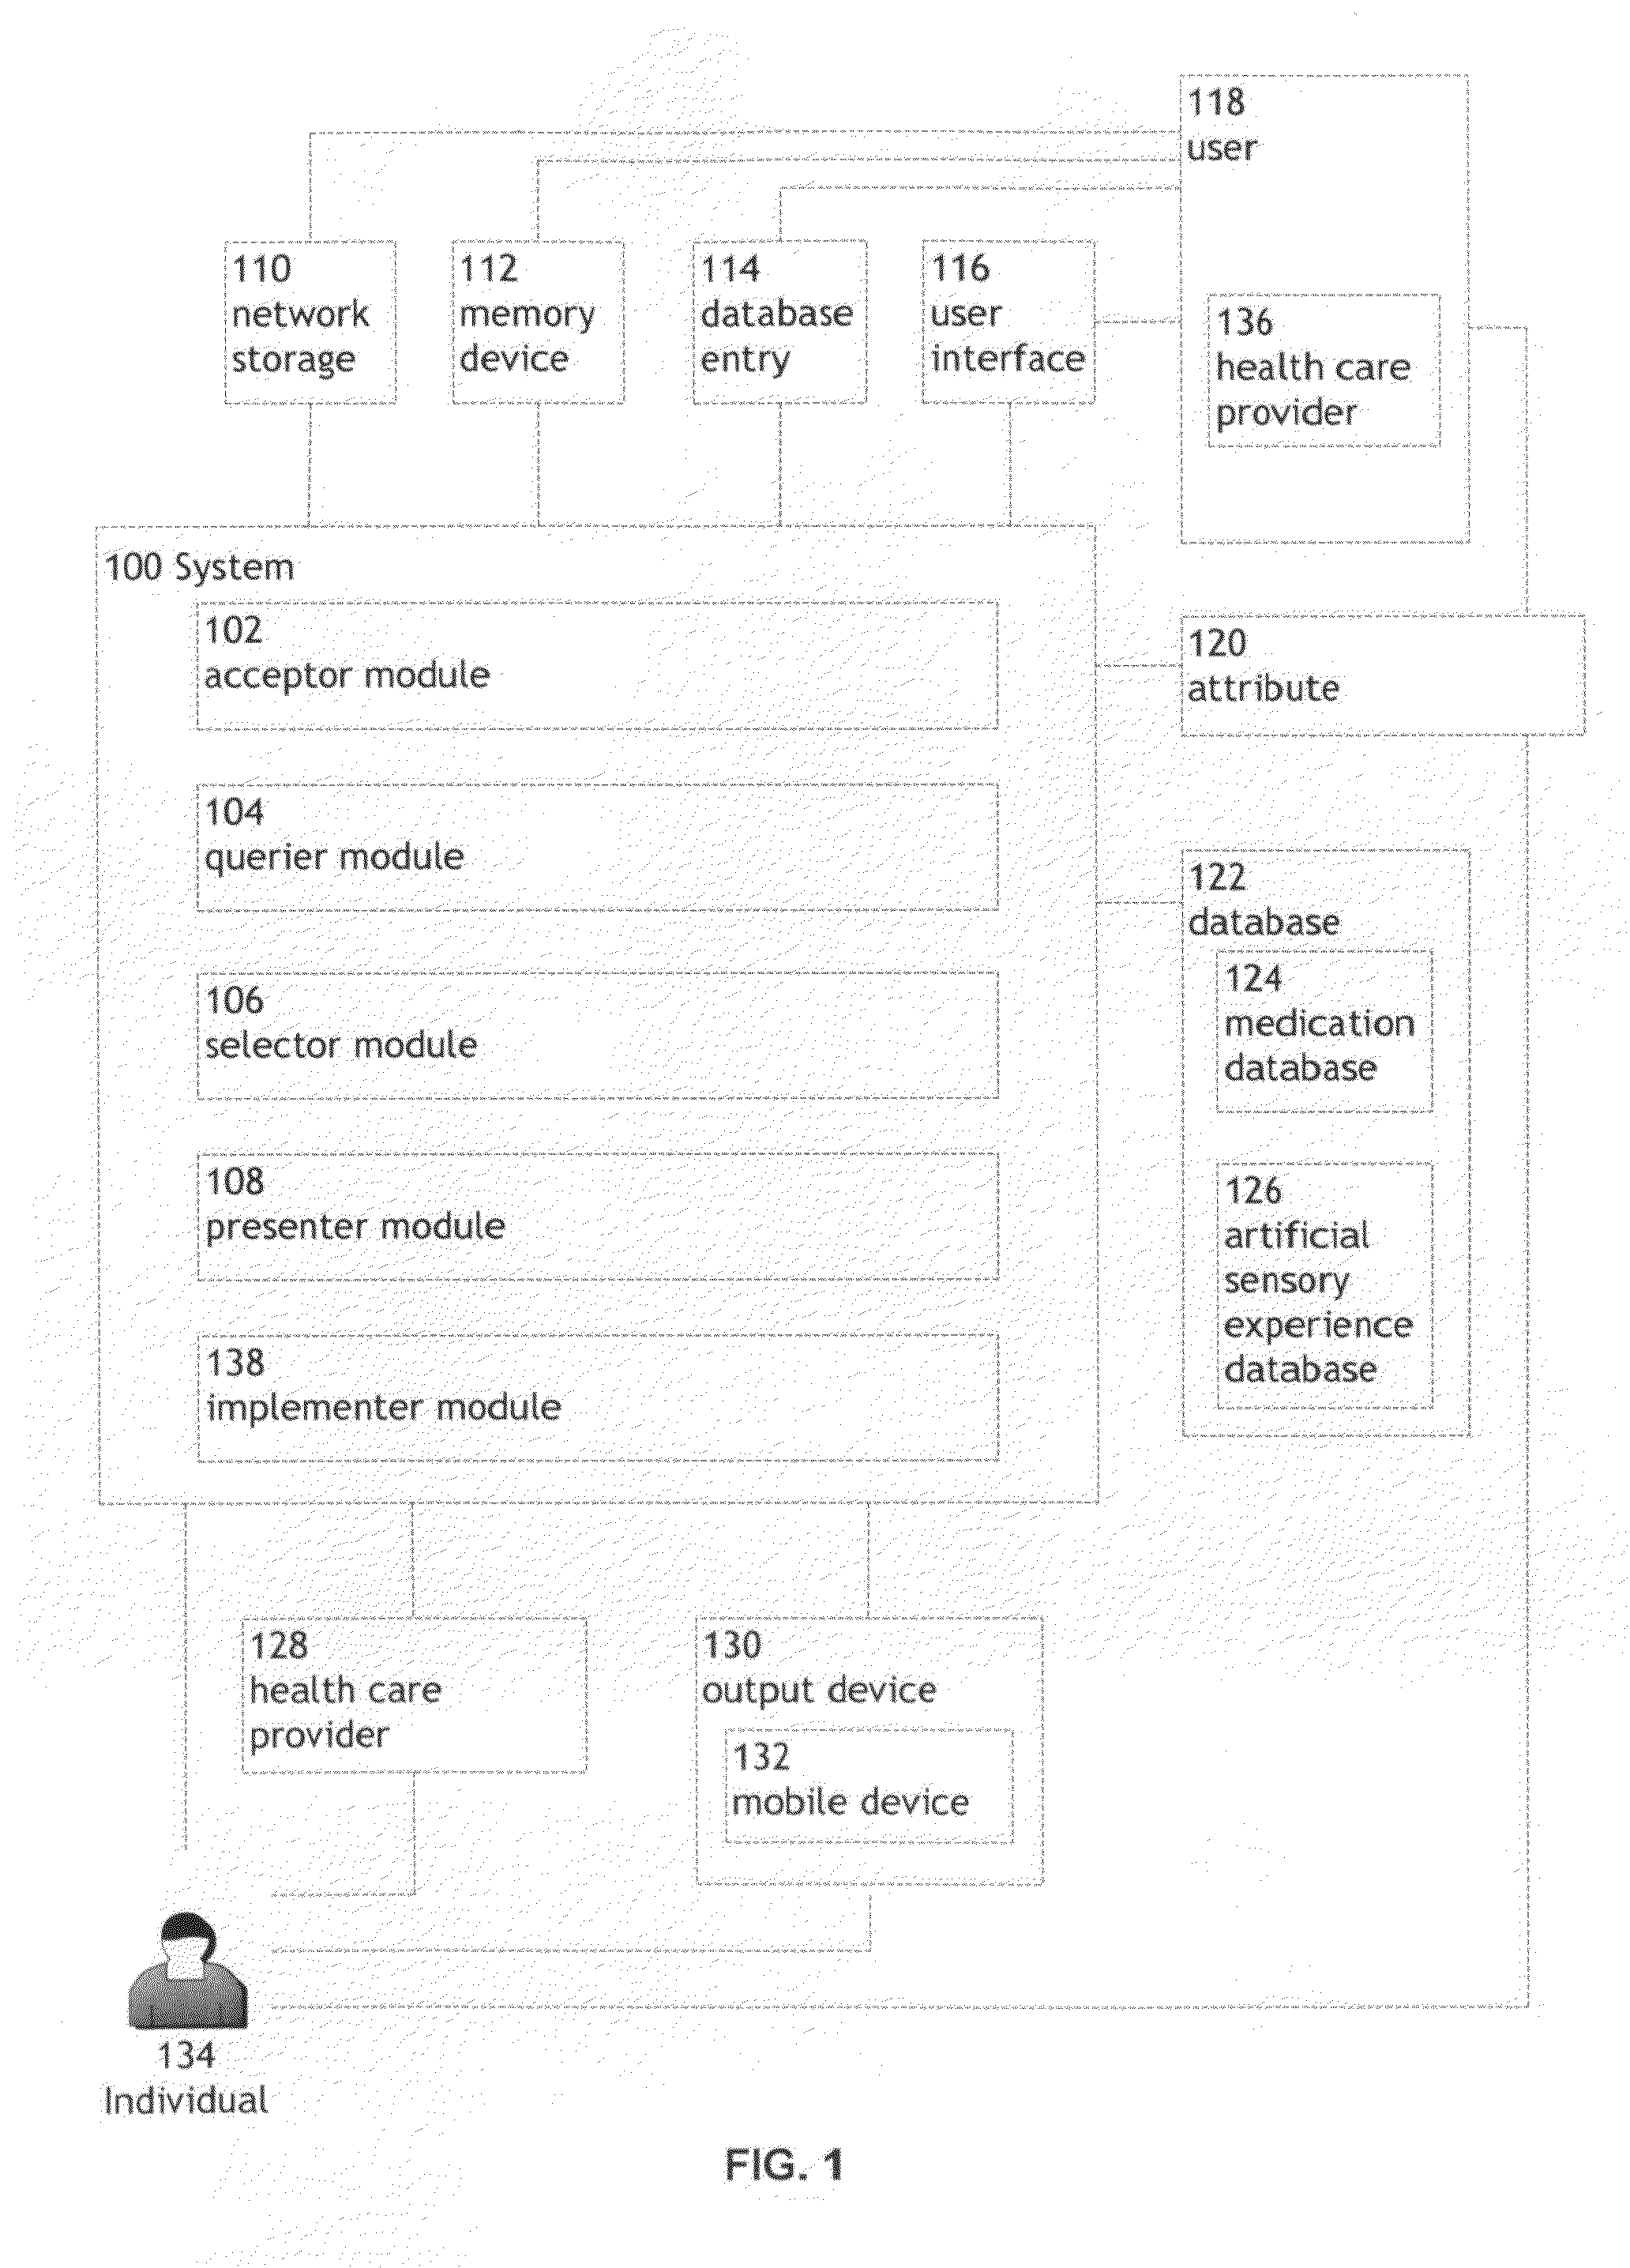 118
user
110
network
storage
112
memory
device
114
database
entry
116
user
interface
136
health care
provider
100 System
102
acceptor module
104
querier module
106
selector module
108
presenter module
138
implementer module
120
attribute
122
database
124
medication
database
126
artificial
sensory
experience
database
128
health care
provider
130
output device
132
mobile device
134
Individual
FIG. 1